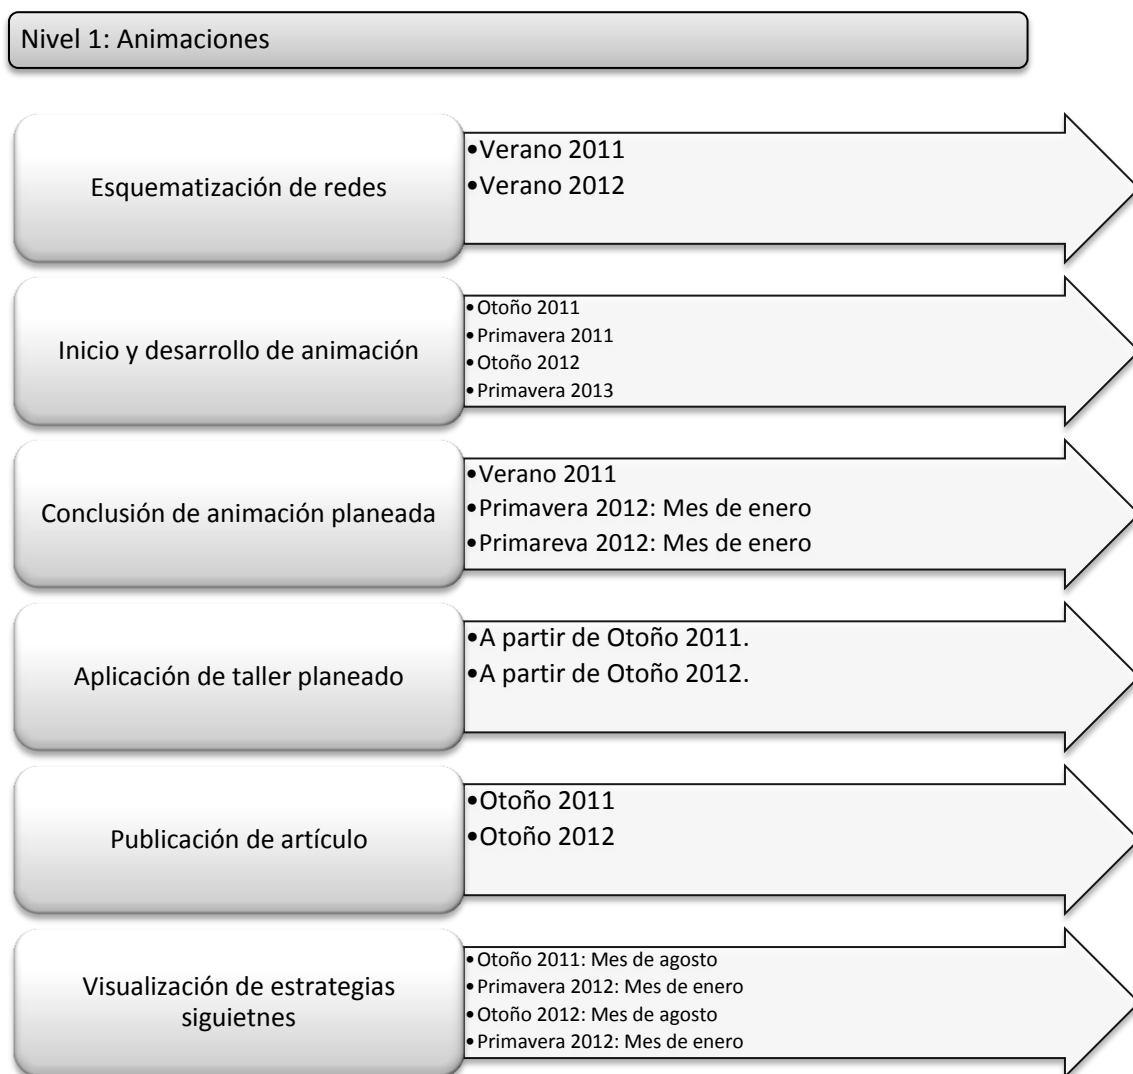 Nivel 1: Animaciones
Esquematización de redes
•Verano 2011
•Verano 2012
Inicio y desarrollo de animación
•Otoño 2011
•Primavera 2011
•Otoño 2012
•Primavera 2013
Conclusión de animación planeada
•Verano 2011
•Primavera 2012: Mes de enero
•Primareva 2012: Mes de enero
Aplicación de taller planeado
•A partir de Otoño 2011.
•A partir de Otoño 2012.
Publicación de artículo
•Otoño 2011
•Otoño 2012
Visualización de estrategias
siguietnes
•Otoño 2011: Mes de agosto
•Primavera 2012: Mes de enero
•Otoño 2012: Mes de agosto
•Primavera 2012: Mes de enero